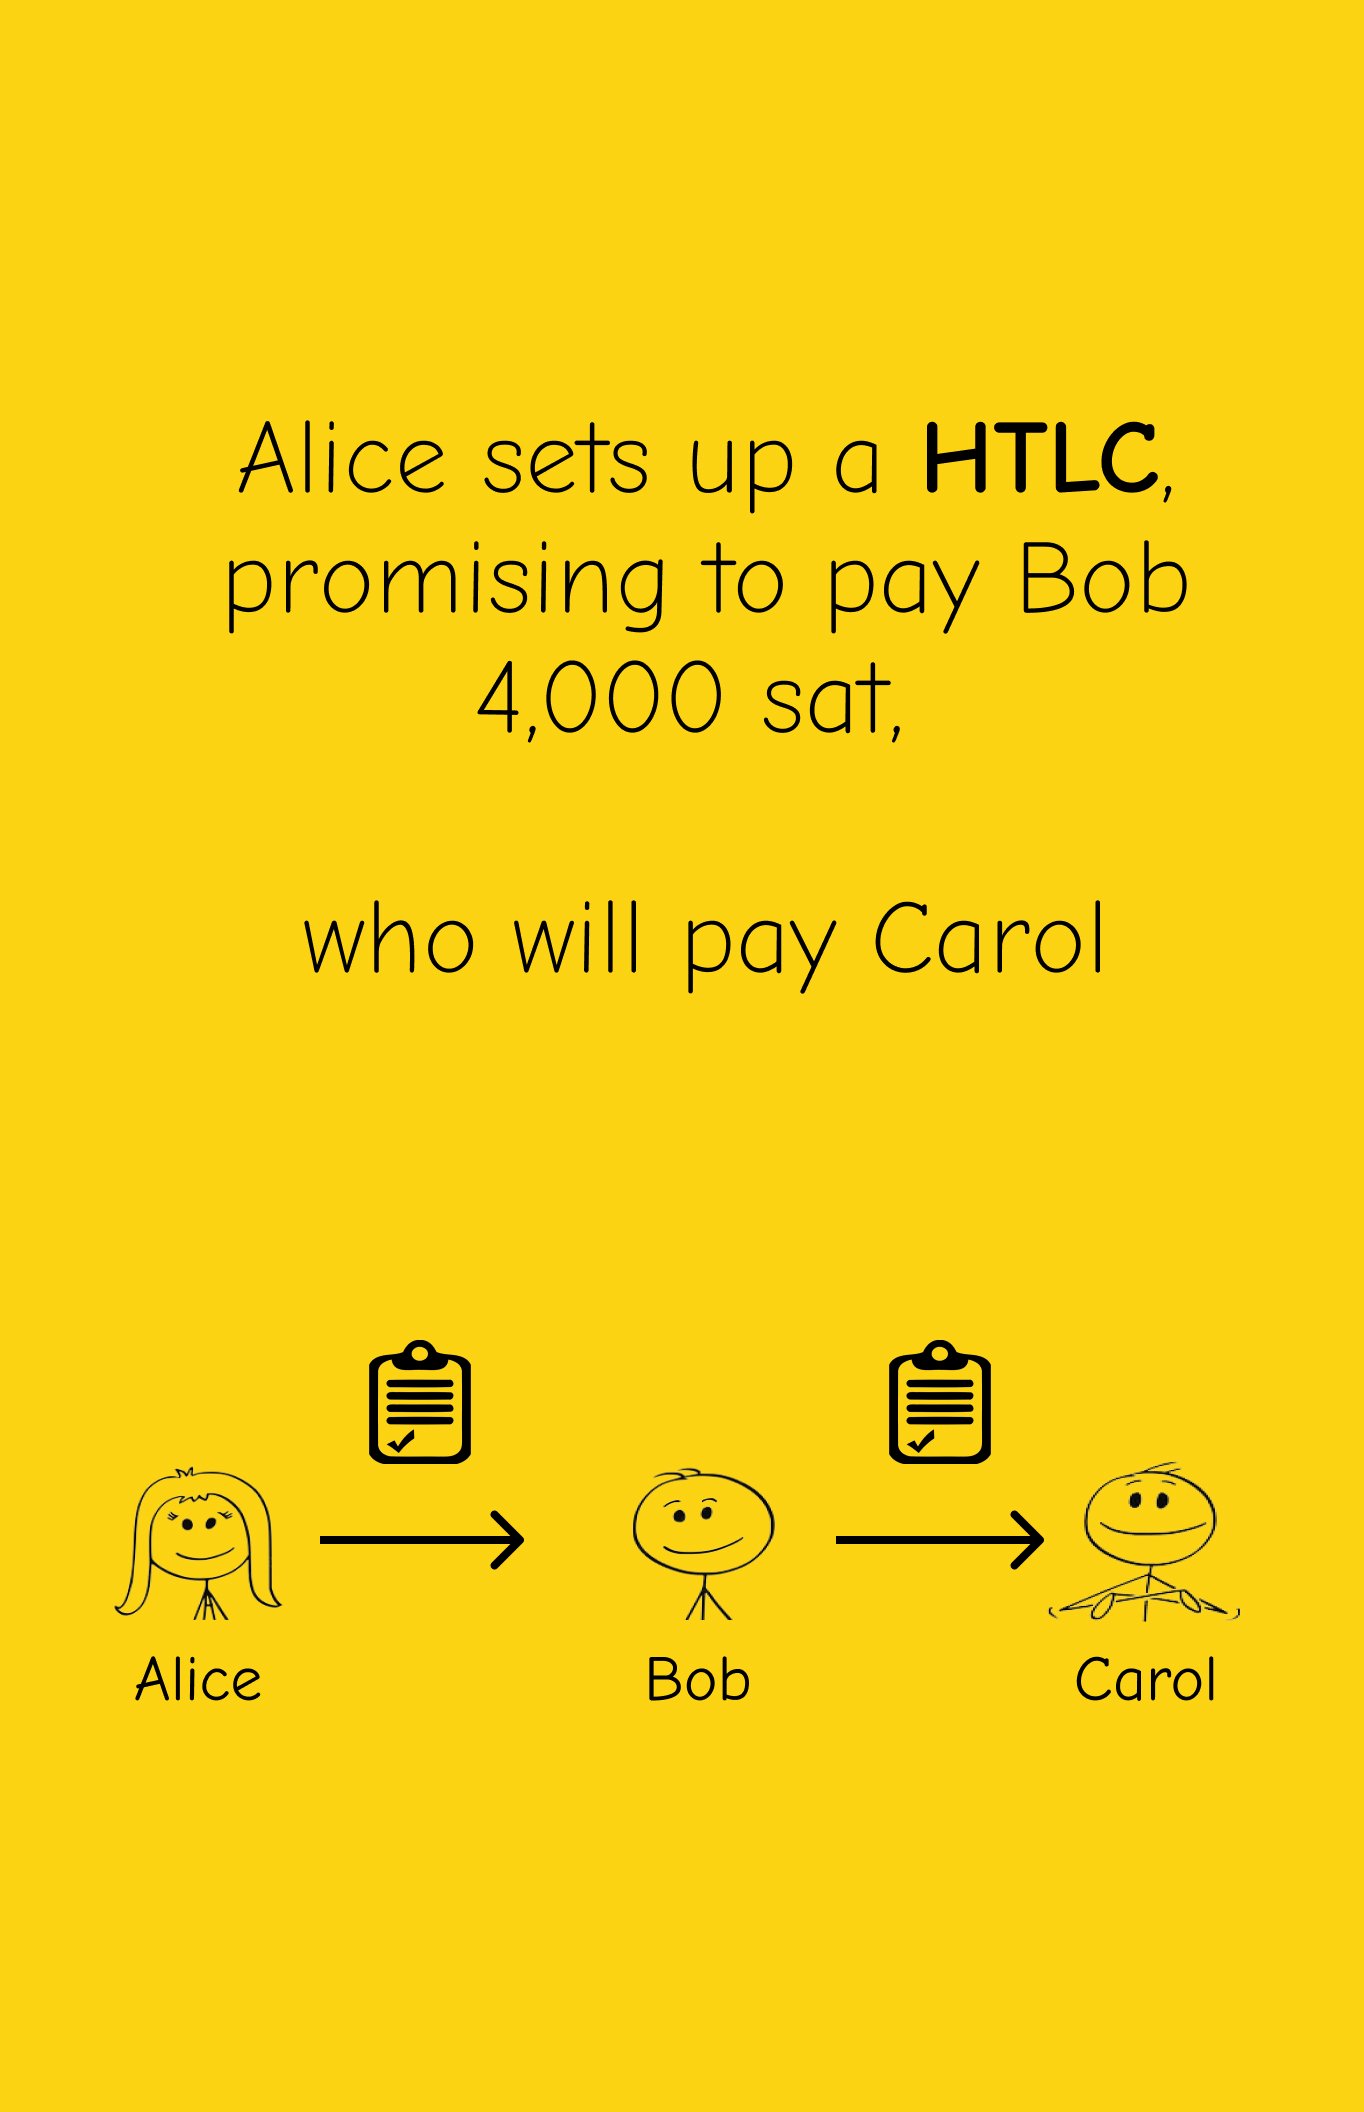 Alice sets up a HTLC,
promising to pay Bob
4,000 sat,
who will pay Carol
Alice
Bob
Carol